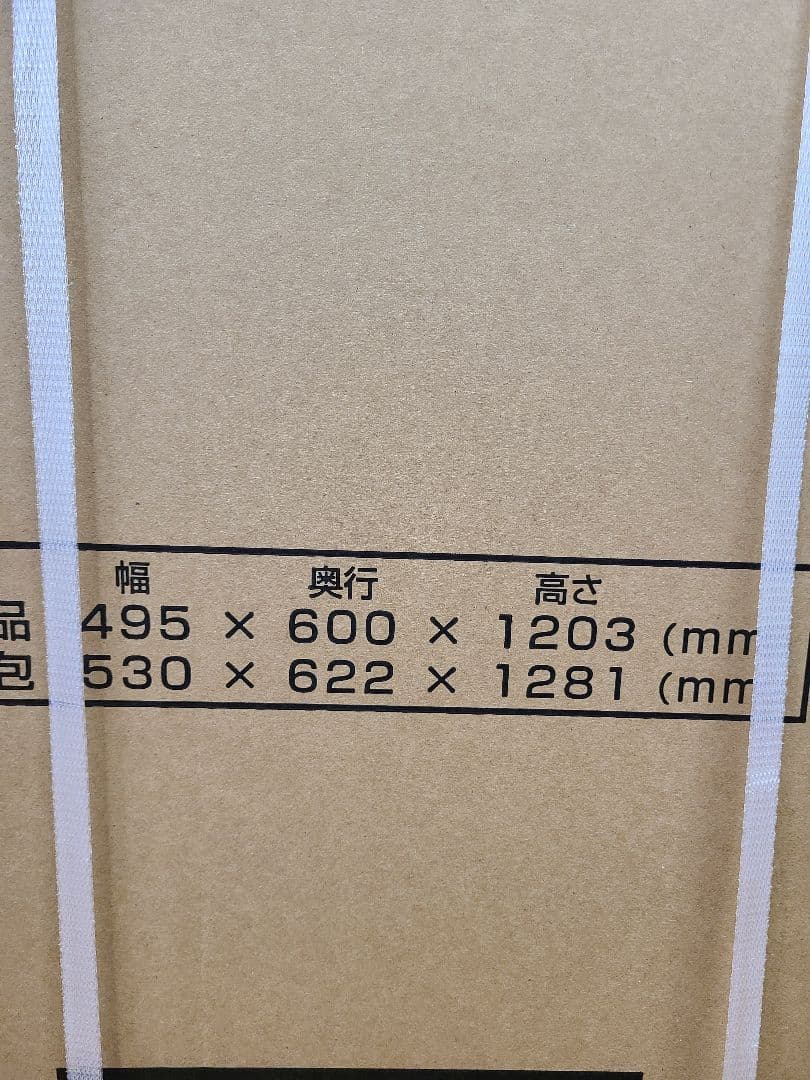 幅 奥行 高さ
品 495 × 600 × 1203 (mm
包 530 × 622 × 1281 (mm